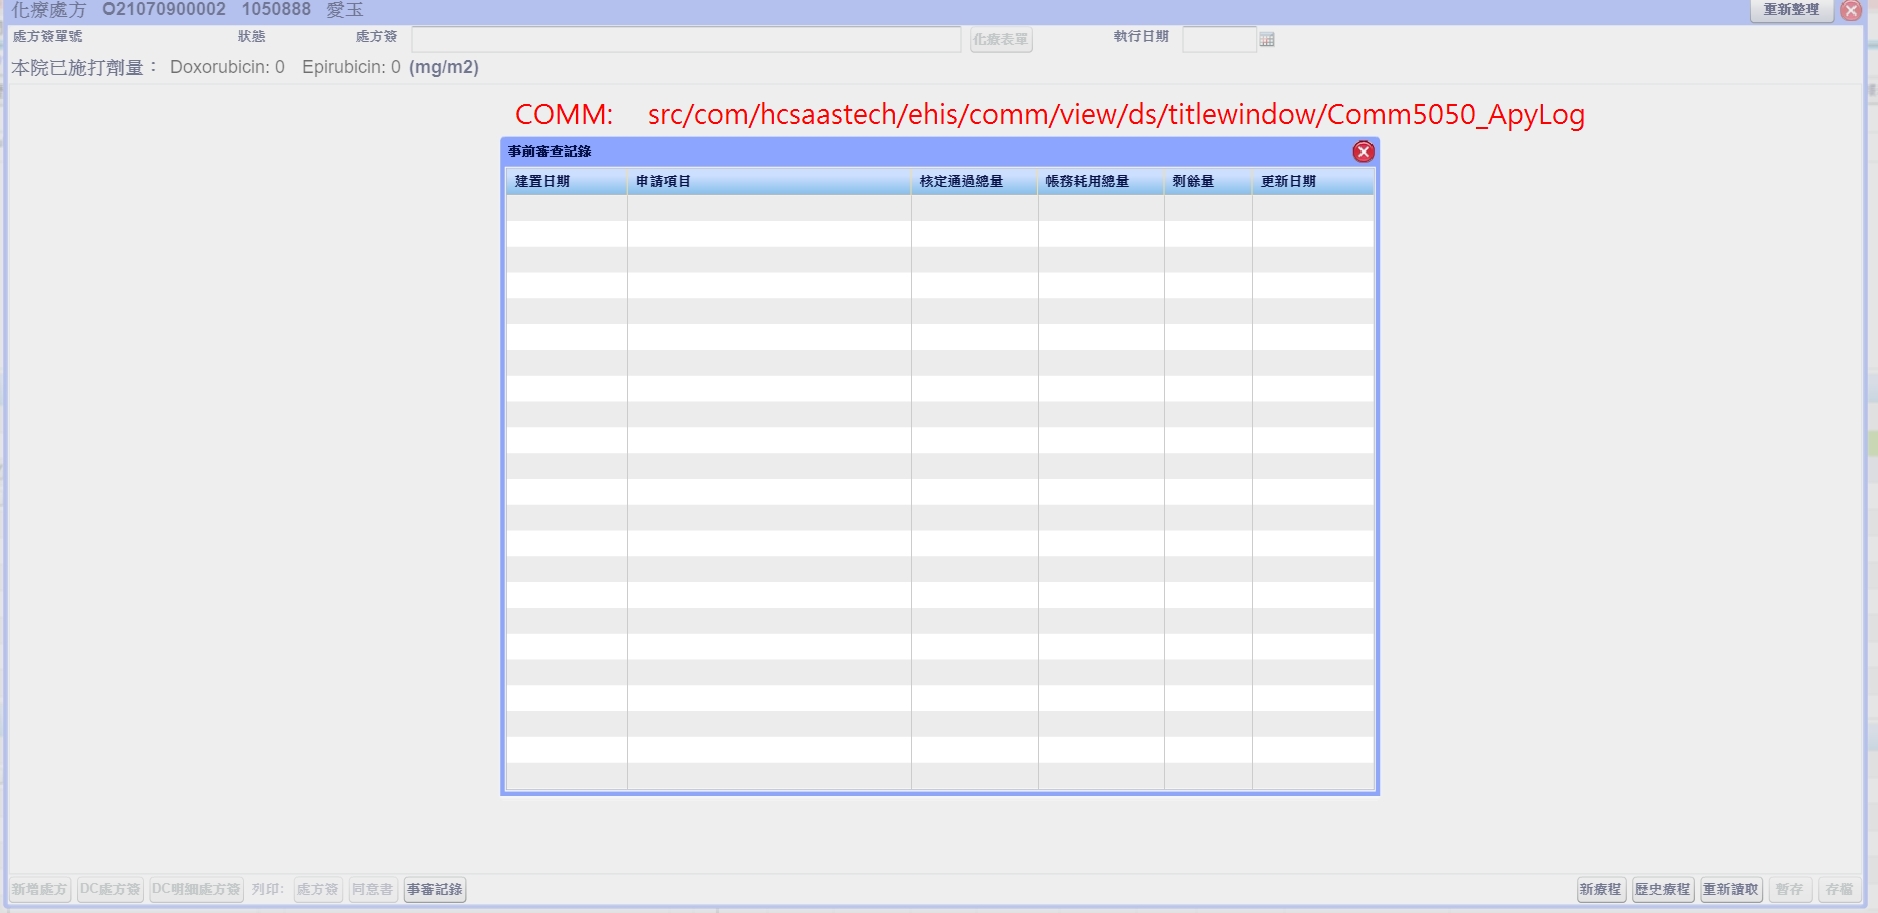 化療處方 O21070900002 1050888 愛玉 重新整理
處方簽單號 狀態 處方簽 化療表單 執行日期
本院已施打劑量： Doxorubicin: 0 Epirubicin: 0 (mg/m2)
COMM: src/com/hcsaastech/ehis/comm/view/ds/titlewindow/Comm5050_ApyLog
事前審查記錄
建置日期 申請項目 核定通過總量 帳務耗用總量 剩餘量 更新日期
新增處方 DC處方簽 DC明細處方簽 列印: 處方簽 同意書 事審記錄 新療程 歷史療程 重新讀取 暫存 存檔